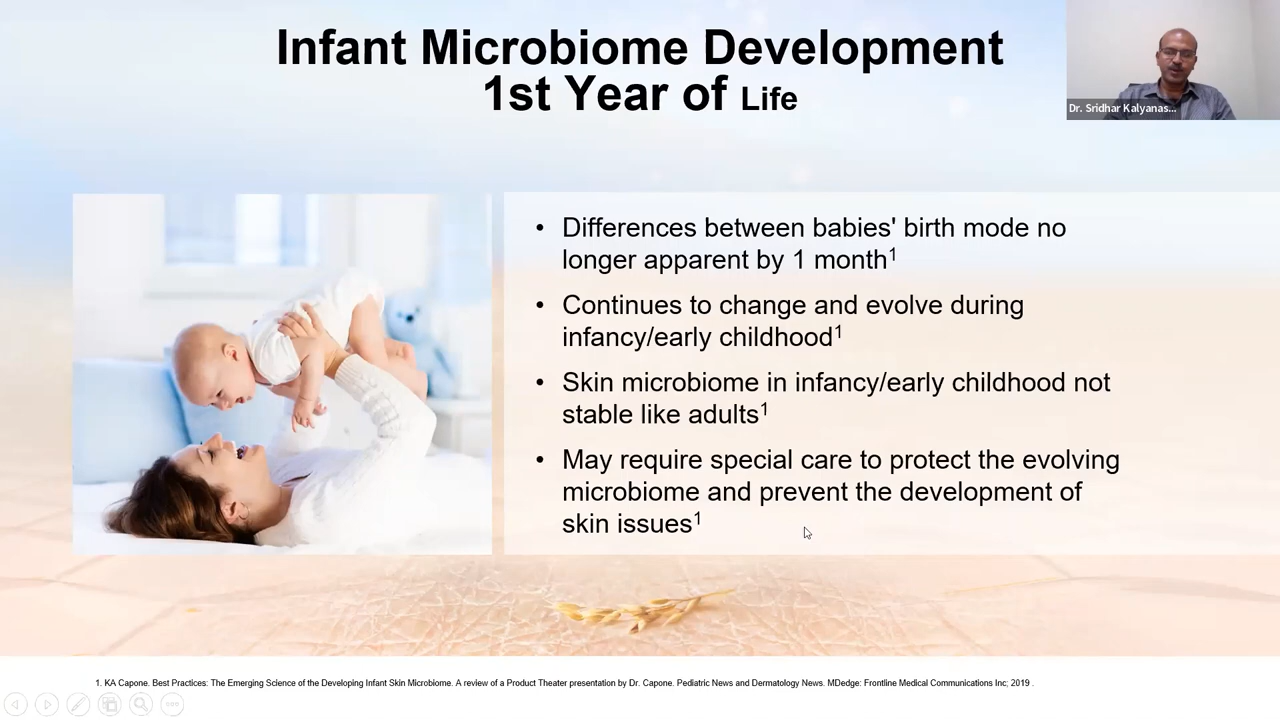 Infant Microbiome Development
1st Year of Life
Dr. Sridhar Kalyanas...
• Differences between babies' birth mode no
longer apparent by 1 month1
• Continues to change and evolve during
infancy/early childhood1
• Skin microbiome in infancy/early childhood not
stable like adults1
• May require special care to protect the evolving
microbiome and prevent the development of
skin issues1
1. KA Capone. Best Practices: The Emerging Science of the Developing Infant Skin Microbiome. A review of a Product Theater presentation by Dr. Capone. Pediatric News and Dermatology News. MDedge: Frontline Medical Communications Inc; 2019 .